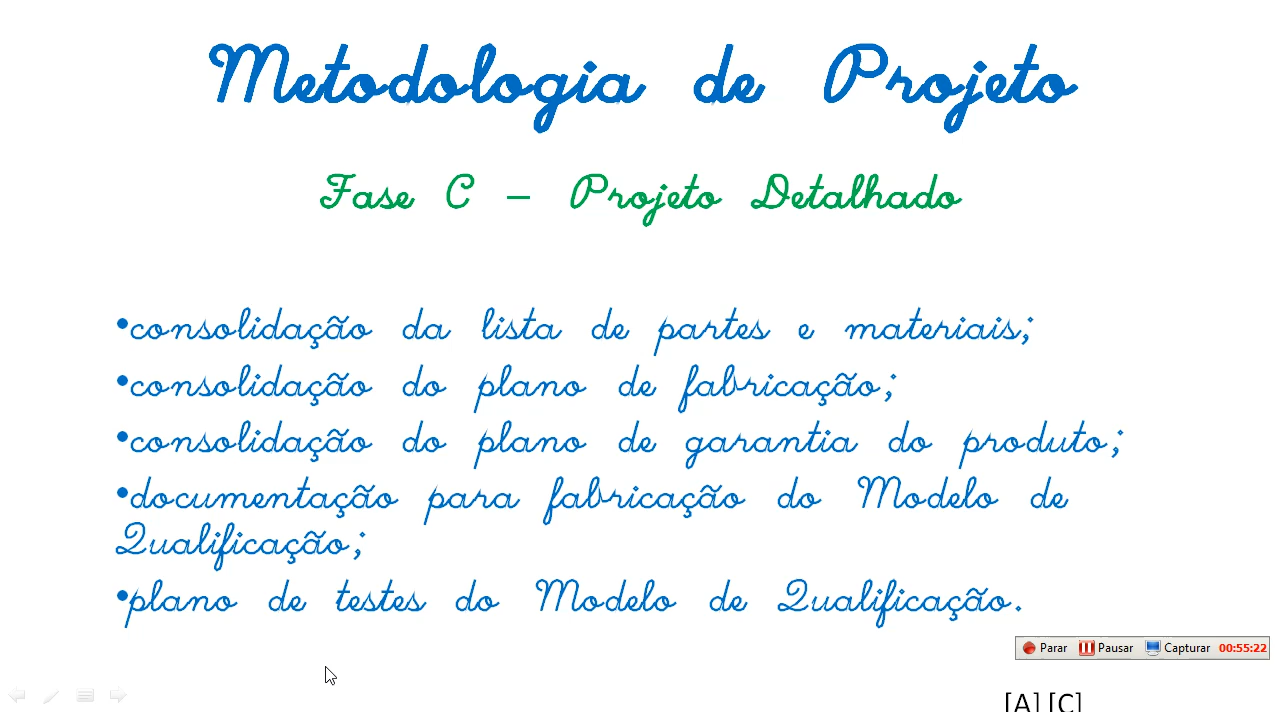 Metodologia de Projeto
Fase C – Projeto Detalhado
•consolidação da lista de partes e materiais;
•consolidação do plano de fabricação;
•consolidação do plano de garantia do produto;
•documentação para fabricação do Modelo de
Qualificação;
•plano de testes do Modelo de Qualificação.
Parar Pausar Capturar 00:55:22
[A][C]